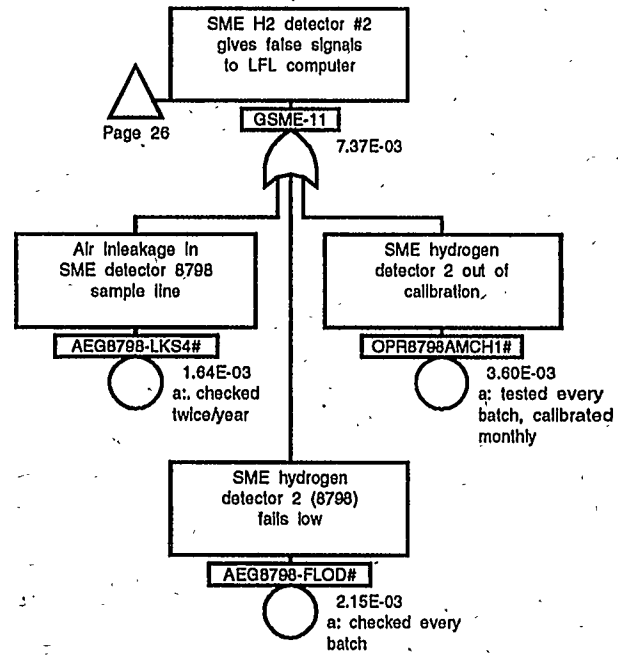 SME H2 detector #2
gives false signals
to LFL computer
Page 26
GSME-11
7.37E-03
Air Inleakage in
SME detector 8798
sample line
AEG8798-LKS4#
1.64E-03
a:. checked
twice/year
SME hydrogen
detector 2 out of
calibration
OPR8798AMCH1#
3.60E-03
a: tested every
batch, calibrated
monthly
SME hydrogen
detector 2 (8798)
fails low
AEG8798-FLOD#
2.15E-03
a: checked every
batch